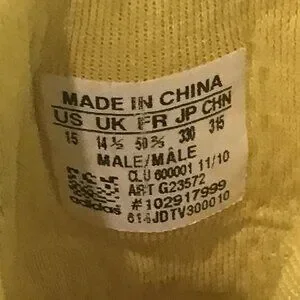 MADE IN CHINA
US UK FR JP CHN
15 14 ½ 50 ⅔ 330 315
MALE/MÂLE
CLU 600001 11/10
ART G23572
adidas #102917999
614JDTV300010